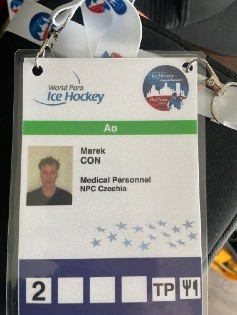 World Para
Ice Hockey
Ao
Marek
CON
Medical Personnel
NPC Czechia
2
TP